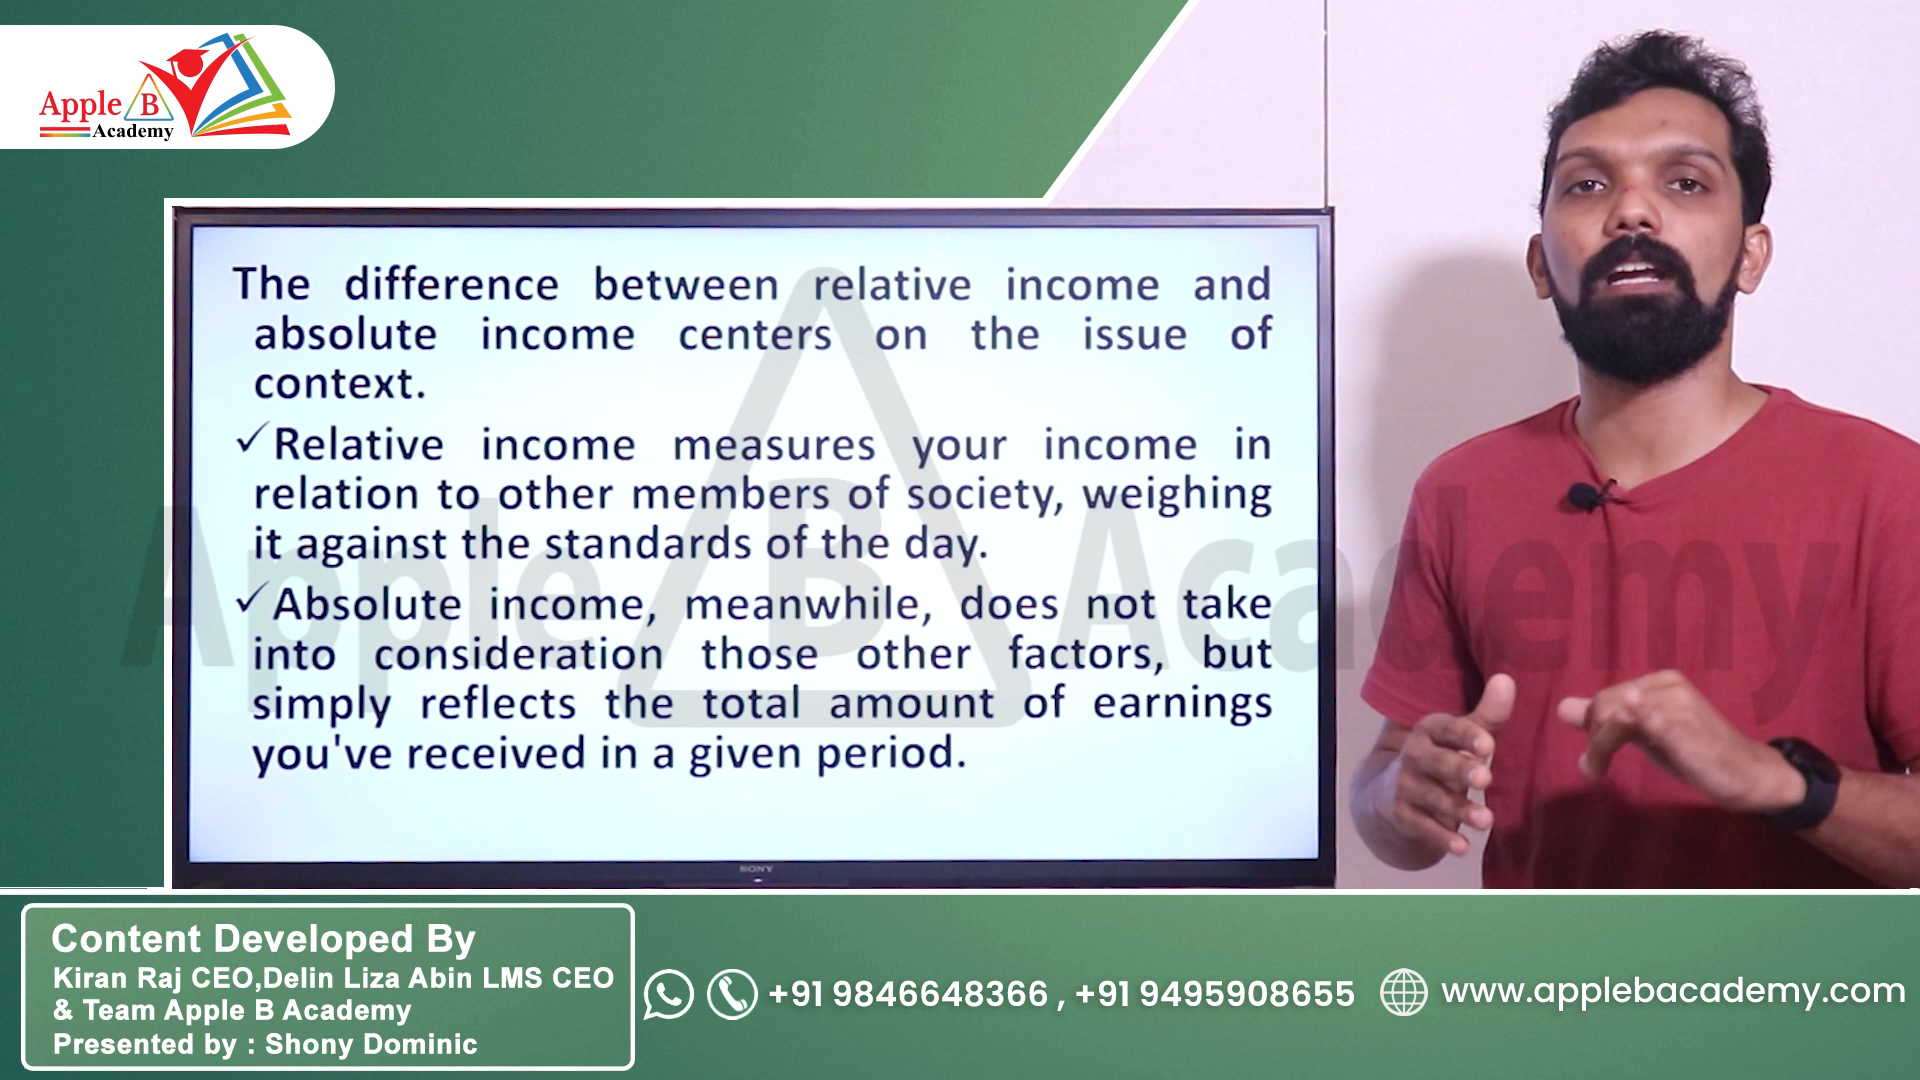 Apple B
Academy
The difference between relative income and
absolute income centers on the issue of
context.
✓Relative income measures your income in
relation to other members of society, weighing
it against the standards of the day.
✓Absolute income, meanwhile, does not take
into consideration those other factors, but
simply reflects the total amount of earnings
you've received in a given period.
Apple B Academy
SONY
Content Developed By
Kiran Raj CEO,Delin Liza Abin LMS CEO
& Team Apple B Academy
Presented by : Shony Dominic
+91 9846648366 , +91 9495908655
www.applebacademy.com